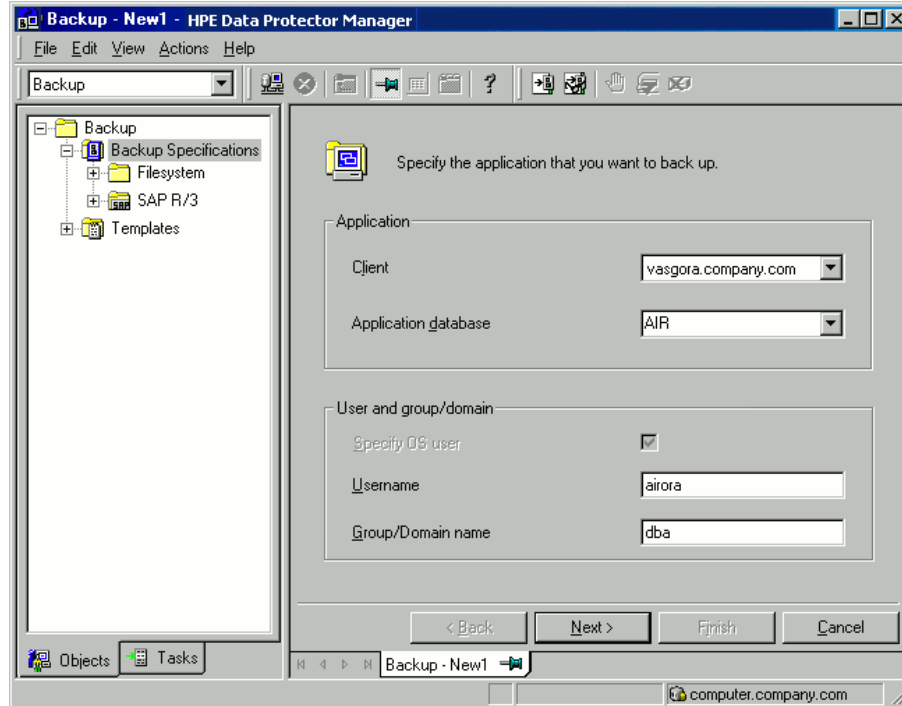 Backup - New1 - HPE Data Protector Manager
File Edit View Actions Help
Backup
Backup
Backup Specifications
Filesystem
SAP R/3
Templates
Specify the application that you want to back up.
Application
Client
vasgora.company.com
Application database
AIR
User and group/domain
Specify OS user
Username
airora
Group/Domain name
dba
< Back
Next >
Finish
Cancel
Objects
Tasks
Backup - New1
computer.company.com